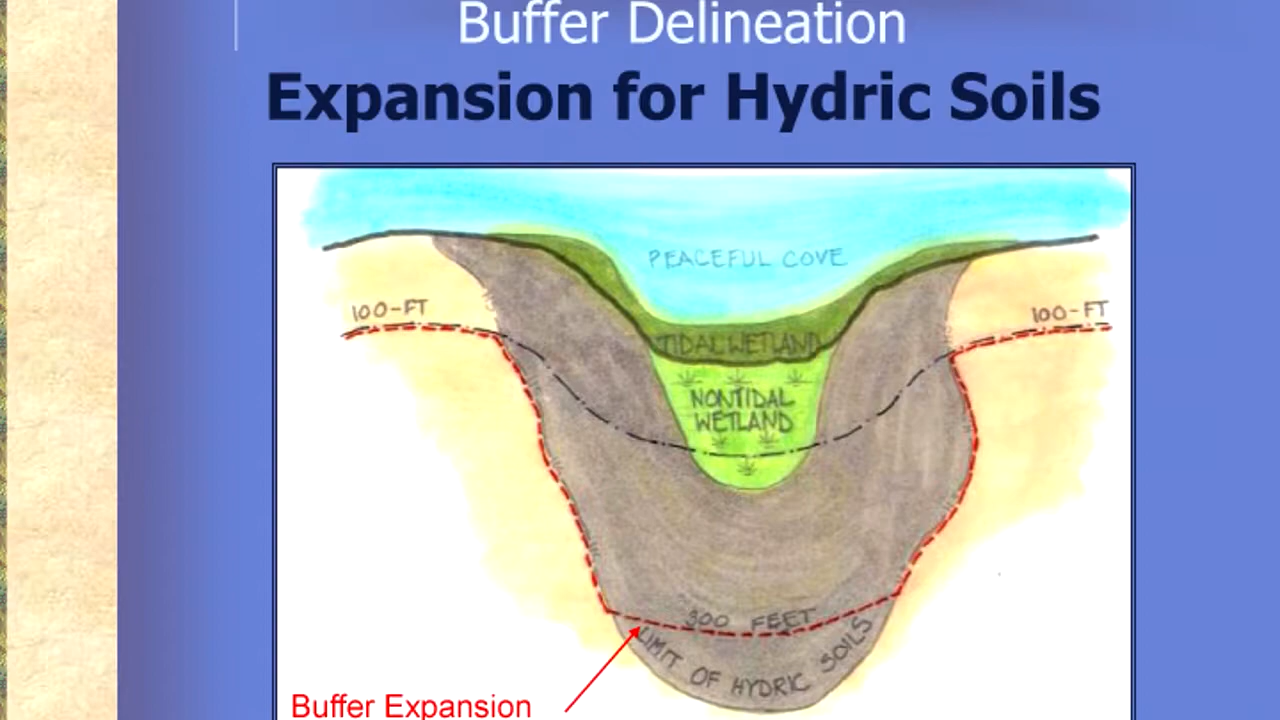 Buffer Delineation
Expansion for Hydric Soils
PEACEFUL COVE
100-FT
100-FT
TIDAL WETLAND
NONTIDAL
WETLAND
300 FEET
LIMIT OF HYDRIC SOILS
Buffer Expansion